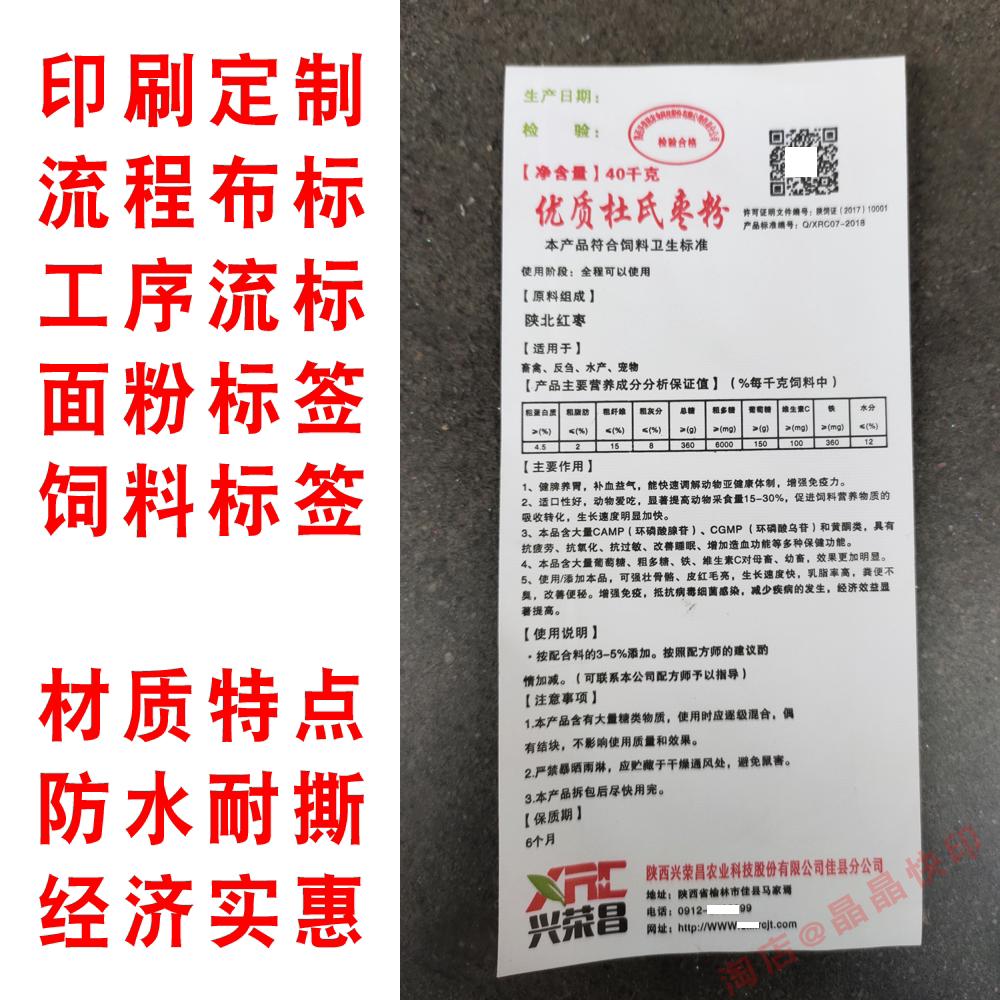 印刷定制
流程布标
工序流标
面粉标签
饲料标签
材质特点
防水耐撕
经济实惠
生产日期：
检 验：
检验合格
【净含量】40千克
优质杜氏枣粉
许可证明文件编号：陕饲证（2017）10001
产品标准编号：Q/XRC07-2018
本产品符合饲料卫生标准
使用阶段：全程可以使用
【原料组成】
陕北红枣
【适用于】
畜禽、反刍、水产、宠物
【产品主要营养成分分析保证值】（%每千克饲料中）
粗蛋白质 粗脂肪 粗纤维 粗灰分 总糖 粗多糖 葡萄糖 维生素C 铁 水分
≥(%) ≤(%) ≤(%) ≤(%) ≥(g) ≥(mg) ≥(g) ≥(mg) ≥(mg) ≤(%)
4.5 2 15 8 360 6000 150 100 360 12
【主要作用】
1、健脾养胃，补血益气，能快速调解动物亚健康体制，增强免疫力。
2、适口性好，动物爱吃，显著提高动物采食量15-30%，促进饲料营养物质的
吸收转化，生长速度明显加快。
3、本品含大量CAMP（环磷酸腺苷）、CGMP（环磷酸乌苷）和黄酮类，具有
抗疲劳、抗氧化、抗过敏、改善睡眠、增加造血功能等多种保健功能。
4、本品含大量葡萄糖、粗多糖、铁、维生素C对母畜、幼畜，效果更加明显。
5、使用/添加本品，可强壮骨骼、皮红毛亮，生长速度快，乳脂率高，粪便不
臭，改善便秘。增强免疫，抵抗病毒细菌感染，减少疾病的发生，经济效益显
著提高。
【使用说明】
·按配合料的3-5%添加。按照配方师的建议酌
情加减。（可联系本公司配方师予以指导）
【注意事项】
1.本产品含有大量糖类物质，使用时应逐级混合，偶
有结块，不影响使用质量和效果。
2.严禁暴晒雨淋，应贮藏于干燥通风处，避免鼠害。
3.本产品拆包后尽快用完。
【保质期】
6个月
XRC
兴荣昌
陕西兴荣昌农业科技股份有限公司佳县分公司
地址：陕西省榆林市佳县马家墕
电话：0912-99
网址：http://WWW.rcjt.com
淘店@晶晶快印